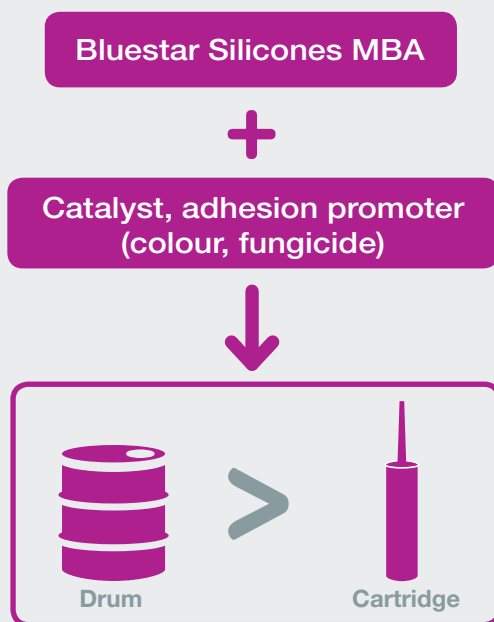 Bluestar Silicones MBA
+
Catalyst, adhesion promoter
(colour, fungicide)
>
Drum
Cartridge